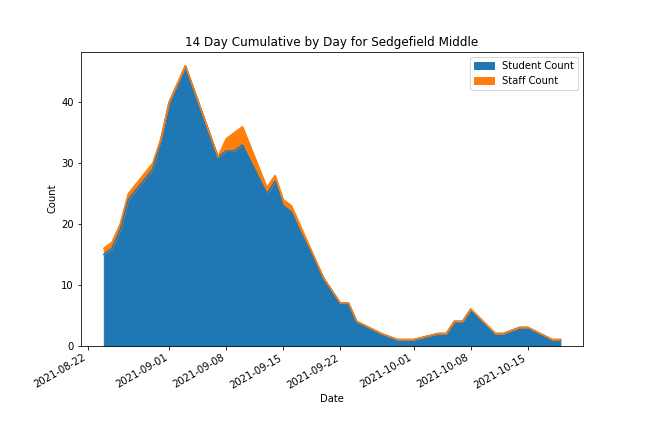 14 Day Cumulative by Day for Sedgefield Middle
Student Count
Staff Count
40
30
20
10
0
Count
2021-08-22
2021-09-01
2021-09-08
2021-09-15
2021-09-22
2021-10-01
2021-10-08
2021-10-15
Date